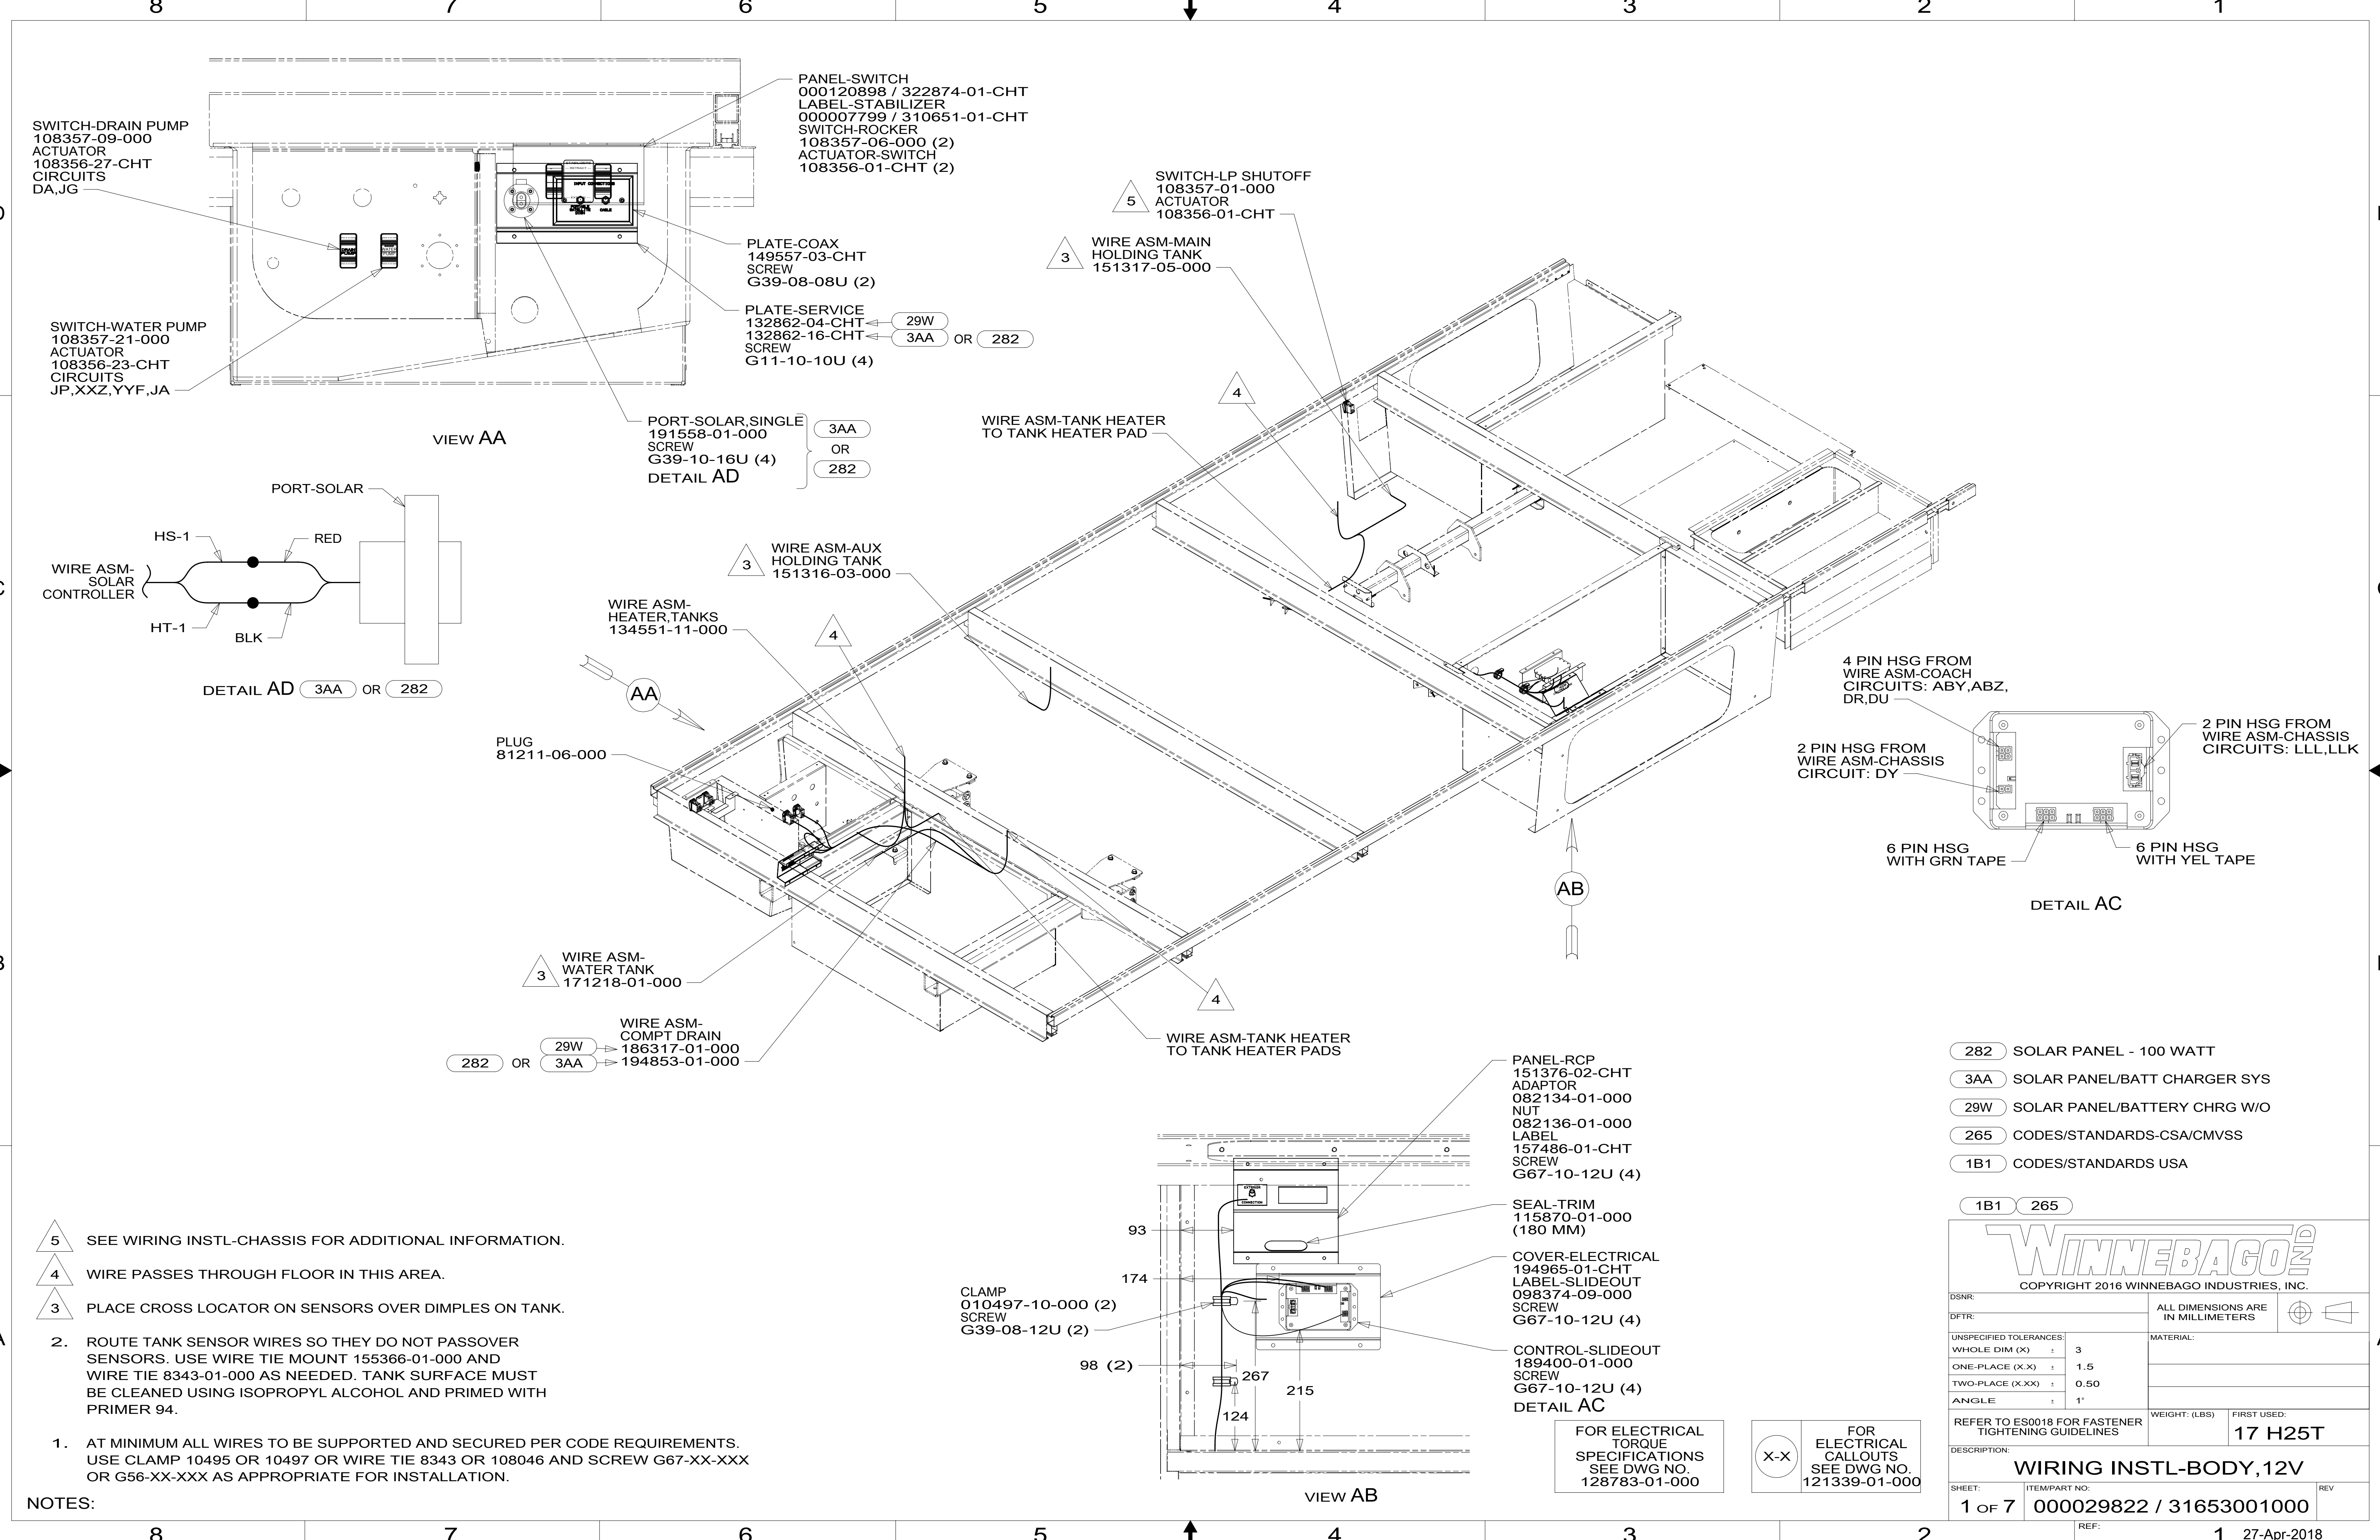 8 7 6 5 4 3 2 1
PANEL-SWITCH
000120898 / 322874-01-CHT
LABEL-STABILIZER
000007799 / 310651-01-CHT
SWITCH-ROCKER
108357-06-000 (2)
ACTUATOR-SWITCH
108356-01-CHT (2)
SWITCH-DRAIN PUMP
108357-09-000
ACTUATOR
108356-27-CHT
CIRCUITS
DA,JG
INPUT CONNECTIONS
CABLE
DRAIN
PUMP
WATER
PUMP
PLATE-COAX
149557-03-CHT
SCREW
G39-08-08U (2)
PLATE-SERVICE
132862-04-CHT 29W
132862-16-CHT 3AA OR 282
SCREW
G11-10-10U (4)
SWITCH-WATER PUMP
108357-21-000
ACTUATOR
108356-23-CHT
CIRCUITS
JP,XXZ,YYF,JA
VIEW AA
PORT-SOLAR,SINGLE
191558-01-000
SCREW
G39-10-16U (4)
DETAIL AD
3AA
OR
282
SWITCH-LP SHUTOFF
108357-01-000
ACTUATOR
108356-01-CHT
5
WIRE ASM-MAIN
HOLDING TANK
151317-05-000
3
4
WIRE ASM-TANK HEATER
TO TANK HEATER PAD
PORT-SOLAR
HS-1
RED
WIRE ASM-
SOLAR
CONTROLLER
HT-1
BLK
DETAIL AD 3AA OR 282
WIRE ASM-AUX
HOLDING TANK
151316-03-000
3
WIRE ASM-
HEATER,TANKS
134551-11-000
4
AA
PLUG
81211-06-000
4 PIN HSG FROM
WIRE ASM-COACH
CIRCUITS: ABY,ABZ,
DR,DU
2 PIN HSG FROM
WIRE ASM-CHASSIS
CIRCUITS: LLL,LLK
2 PIN HSG FROM
WIRE ASM-CHASSIS
CIRCUIT: DY
6 PIN HSG
WITH GRN TAPE
6 PIN HSG
WITH YEL TAPE
DETAIL AC
AB
3
WIRE ASM-
WATER TANK
171218-01-000
4
WIRE ASM-
COMPT DRAIN
29W 186317-01-000
282 OR 3AA 194853-01-000
WIRE ASM-TANK HEATER
TO TANK HEATER PADS
PANEL-RCP
151376-02-CHT
ADAPTOR
082134-01-000
NUT
082136-01-000
LABEL
157486-01-CHT
SCREW
G67-10-12U (4)
SEAL-TRIM
115870-01-000
(180 MM)
COVER-ELECTRICAL
194965-01-CHT
LABEL-SLIDEOUT
098374-09-000
SCREW
G67-10-12U (4)
CONTROL-SLIDEOUT
189400-01-000
SCREW
G67-10-12U (4)
DETAIL AC
EXTERIOR
CONNECTION
93
174
CLAMP
010497-10-000 (2)
SCREW
G39-08-12U (2)
98 (2)
267
215
124
VIEW AB
282 SOLAR PANEL - 100 WATT
3AA SOLAR PANEL/BATT CHARGER SYS
29W SOLAR PANEL/BATTERY CHRG W/O
265 CODES/STANDARDS-CSA/CMVSS
1B1 CODES/STANDARDS USA
1B1 265
5 SEE WIRING INSTL-CHASSIS FOR ADDITIONAL INFORMATION.
4 WIRE PASSES THROUGH FLOOR IN THIS AREA.
3 PLACE CROSS LOCATOR ON SENSORS OVER DIMPLES ON TANK.
2. ROUTE TANK SENSOR WIRES SO THEY DO NOT PASSOVER
SENSORS. USE WIRE TIE MOUNT 155366-01-000 AND
WIRE TIE 8343-01-000 AS NEEDED. TANK SURFACE MUST
BE CLEANED USING ISOPROPYL ALCOHOL AND PRIMED WITH
PRIMER 94.
1. AT MINIMUM ALL WIRES TO BE SUPPORTED AND SECURED PER CODE REQUIREMENTS.
USE CLAMP 10495 OR 10497 OR WIRE TIE 8343 OR 108046 AND SCREW G67-XX-XXX
OR G56-XX-XXX AS APPROPRIATE FOR INSTALLATION.
NOTES:
FOR ELECTRICAL
TORQUE
SPECIFICATIONS
SEE DWG NO.
128783-01-000
X-X
FOR
ELECTRICAL
CALLOUTS
SEE DWG NO.
121339-01-000
WINNEBAGO IND
COPYRIGHT 2016 WINNEBAGO INDUSTRIES, INC.
DSNR:
DFTR:
ALL DIMENSIONS ARE
IN MILLIMETERS
UNSPECIFIED TOLERANCES:
WHOLE DIM (X) ± 3
ONE-PLACE (X.X) ± 1.5
TWO-PLACE (X.XX) ± 0.50
ANGLE ± 1°
MATERIAL:
REFER TO ES0018 FOR FASTENER
TIGHTENING GUIDELINES
WEIGHT: (LBS)
FIRST USED:
17 H25T
DESCRIPTION:
WIRING INSTL-BODY,12V
SHEET:
1 OF 7
ITEM/PART NO:
000029822 / 31653001000
REV
REF:
8 7 6 5 4 3 2 1
27-Apr-2018